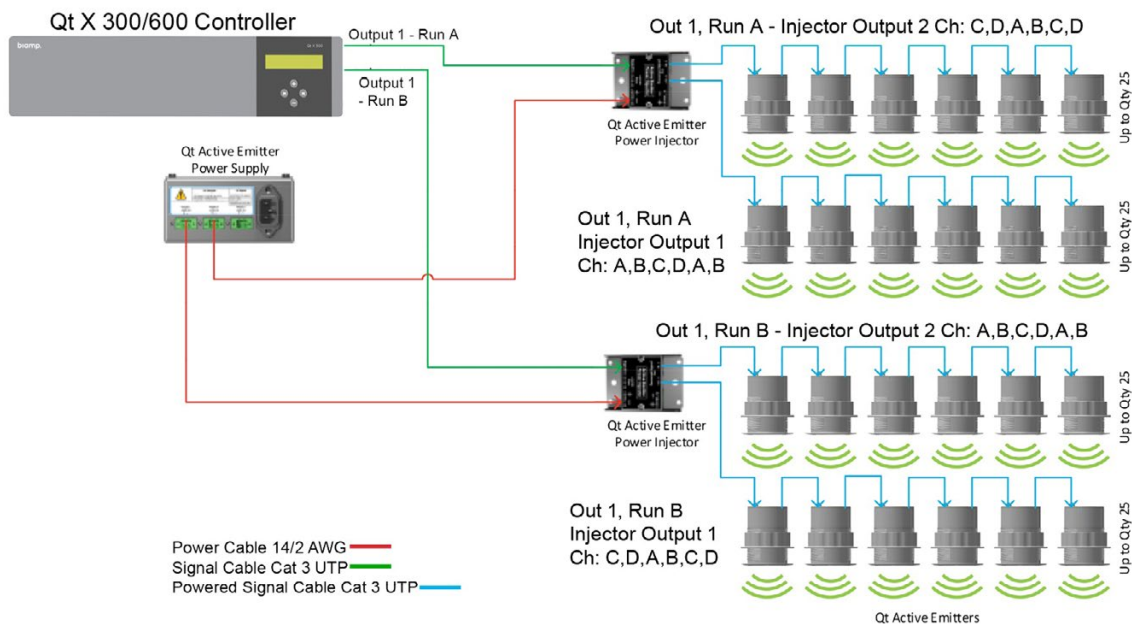 Qt X 300/600 Controller
biamp.
Output 1 - Run A
Output 1
- Run B
Qt Active Emitter
Power Supply
Qt Active Emitter
Power Injector
Out 1, Run A - Injector Output 2 Ch: C,D,A,B,C,D
Up to Qty 25
Out 1, Run A
Injector Output 1
Ch: A,B,C,D,A,B
Up to Qty 25
Out 1, Run B - Injector Output 2 Ch: A,B,C,D,A,B
Up to Qty 25
Qt Active Emitter
Power Injector
Out 1, Run B
Injector Output 1
Ch: C,D,A,B,C,D
Up to Qty 25
Qt Active Emitters
Power Cable 14/2 AWG
Signal Cable Cat 3 UTP
Powered Signal Cable Cat 3 UTP